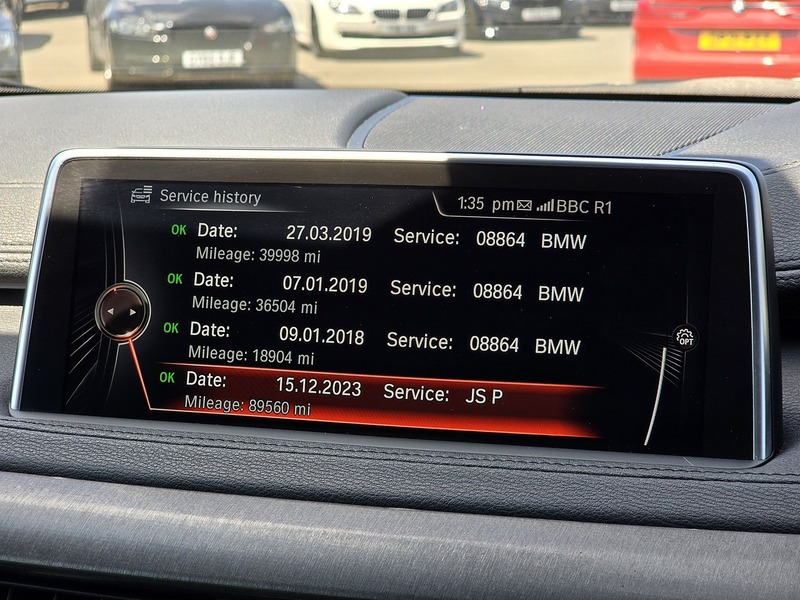 Service history
1:35 pm BBC R1
OK Date: 27.03.2019 Service: 08864 BMW
Mileage: 39998 mi
OK Date: 07.01.2019 Service: 08864 BMW
Mileage: 36504 mi
OK Date: 09.01.2018 Service: 08864 BMW
Mileage: 18904 mi
OPT
OK Date: 15.12.2023 Service: JS P
Mileage: 89560 mi